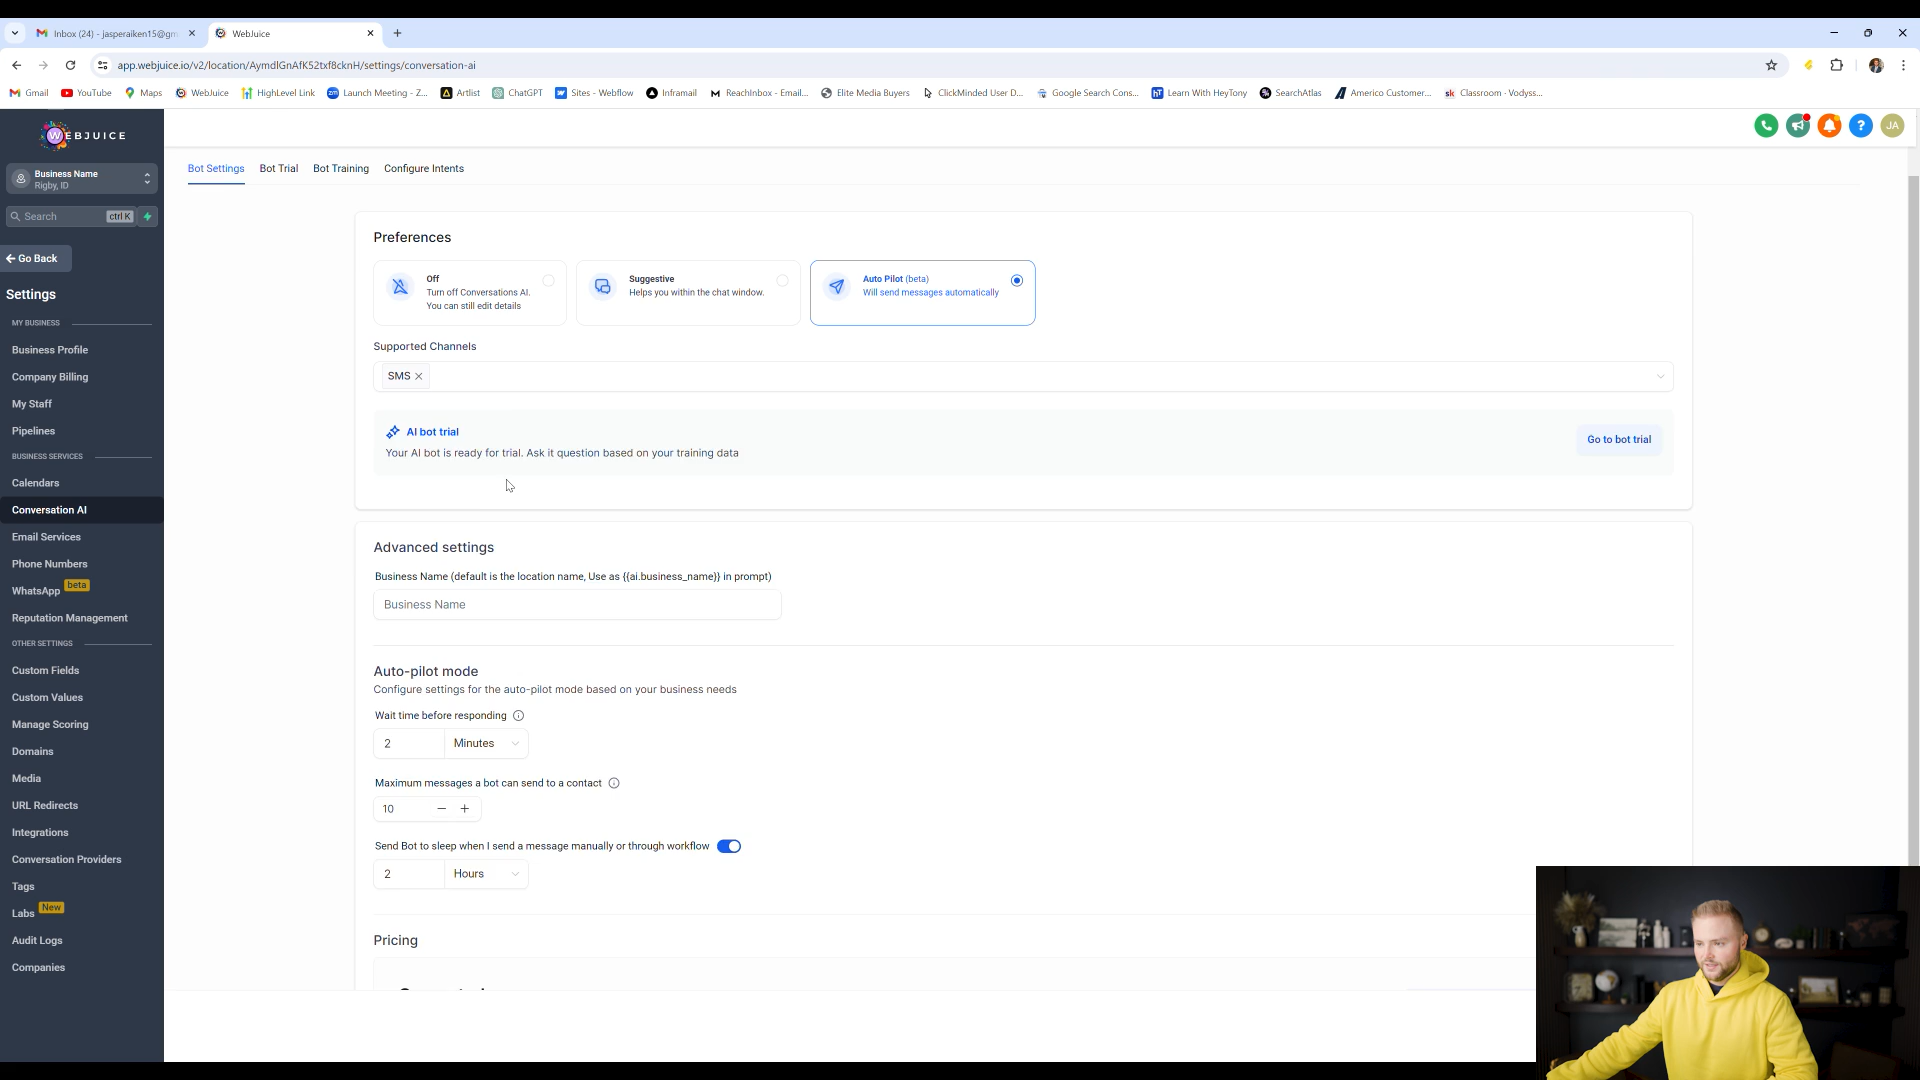 Inbox (24) - jasperaiken15@gm
WebJuice
app.webjuice.io/v2/location/AymdlGnAfK52txf8cknH/settings/conversation-ai
Gmail
YouTube
Maps
WebJuice
HighLevel Link
Launch Meeting - Z...
Artlist
ChatGPT
Sites - Webflow
Inframail
ReachInbox - Email...
Elite Media Buyers
ClickMinded User D...
Google Search Cons...
Learn With HeyTony
SearchAtlas
Americo Customer...
Classroom - Vodyss...
WEBJUICE
JA
Business Name
Rigby, ID
Search
ctrl K
Go Back
Settings
MY BUSINESS
Business Profile
Company Billing
My Staff
Pipelines
BUSINESS SERVICES
Calendars
Conversation AI
Email Services
Phone Numbers
WhatsApp beta
Reputation Management
OTHER SETTINGS
Custom Fields
Custom Values
Manage Scoring
Domains
Media
URL Redirects
Integrations
Conversation Providers
Tags
Labs New
Audit Logs
Companies
Bot Settings
Bot Trial
Bot Training
Configure Intents
Preferences
Off
Turn off Conversations AI.
You can still edit details
Suggestive
Helps you within the chat window.
Auto Pilot (beta)
Will send messages automatically
Supported Channels
SMS
AI bot trial
Your AI bot is ready for trial. Ask it question based on your training data
Go to bot trial
Advanced settings
Business Name (default is the location name, Use as {{ai.business_name}} in prompt)
Business Name
Auto-pilot mode
Configure settings for the auto-pilot mode based on your business needs
Wait time before responding
2
Minutes
Maximum messages a bot can send to a contact
10
Send Bot to sleep when I send a message manually or through workflow
2
Hours
Pricing